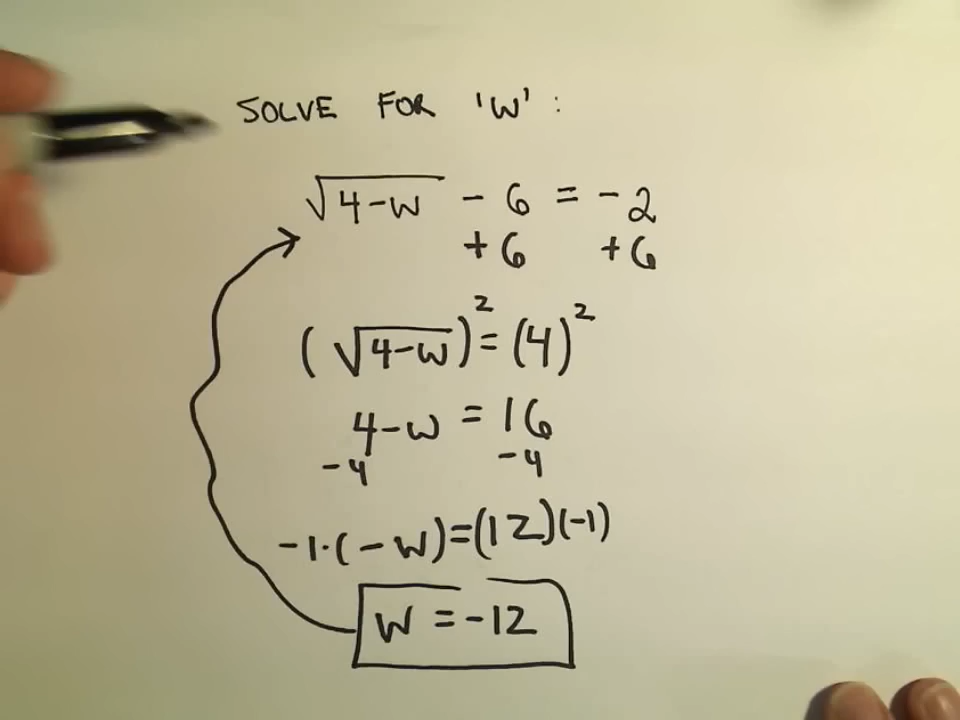 SOLVE FOR 'W':
√4-w - 6 = -2
+6 +6
(√4-w)² = (4)²
4-w = 16
-4 -4
-1·(-w)=(12)(-1)
W = -12